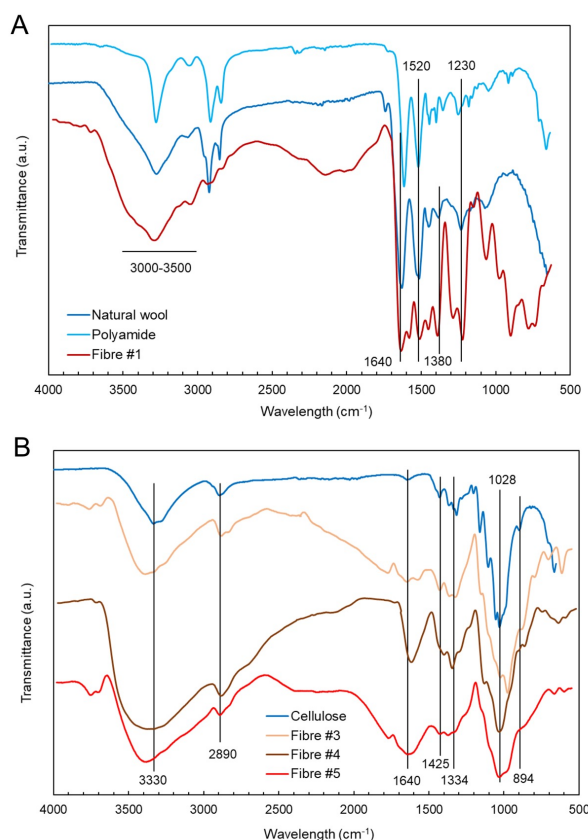 A
1520
1230
Transmittance (a.u.)
3000-3500
Natural wool
Polyamide
Fibre #1
1640
1380
4000
3500
3000
2500
2000
1500
1000
500
Wavelength (cm⁻¹)
B
1028
Transmittance (a.u.)
Cellulose
Fibre #3
Fibre #4
Fibre #5
3330
2890
1640
1425
1334
894
4000
3500
3000
2500
2000
1500
1000
500
Wavelength (cm⁻¹)